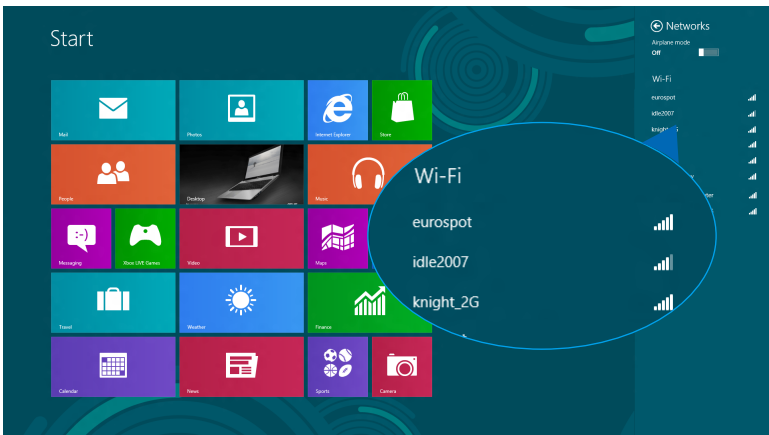 Start
Mail
Photos
Internet Explorer
Store
People
Desktop
Music
Messaging
Xbox LIVE Games
Video
Maps
Travel
Weather
Finance
Calendar
News
Sports
Camera
Networks
Airplane mode
Off
Wi-Fi
eurospot
idle2007
Wi-Fi
eurospot
idle2007
knight_2G